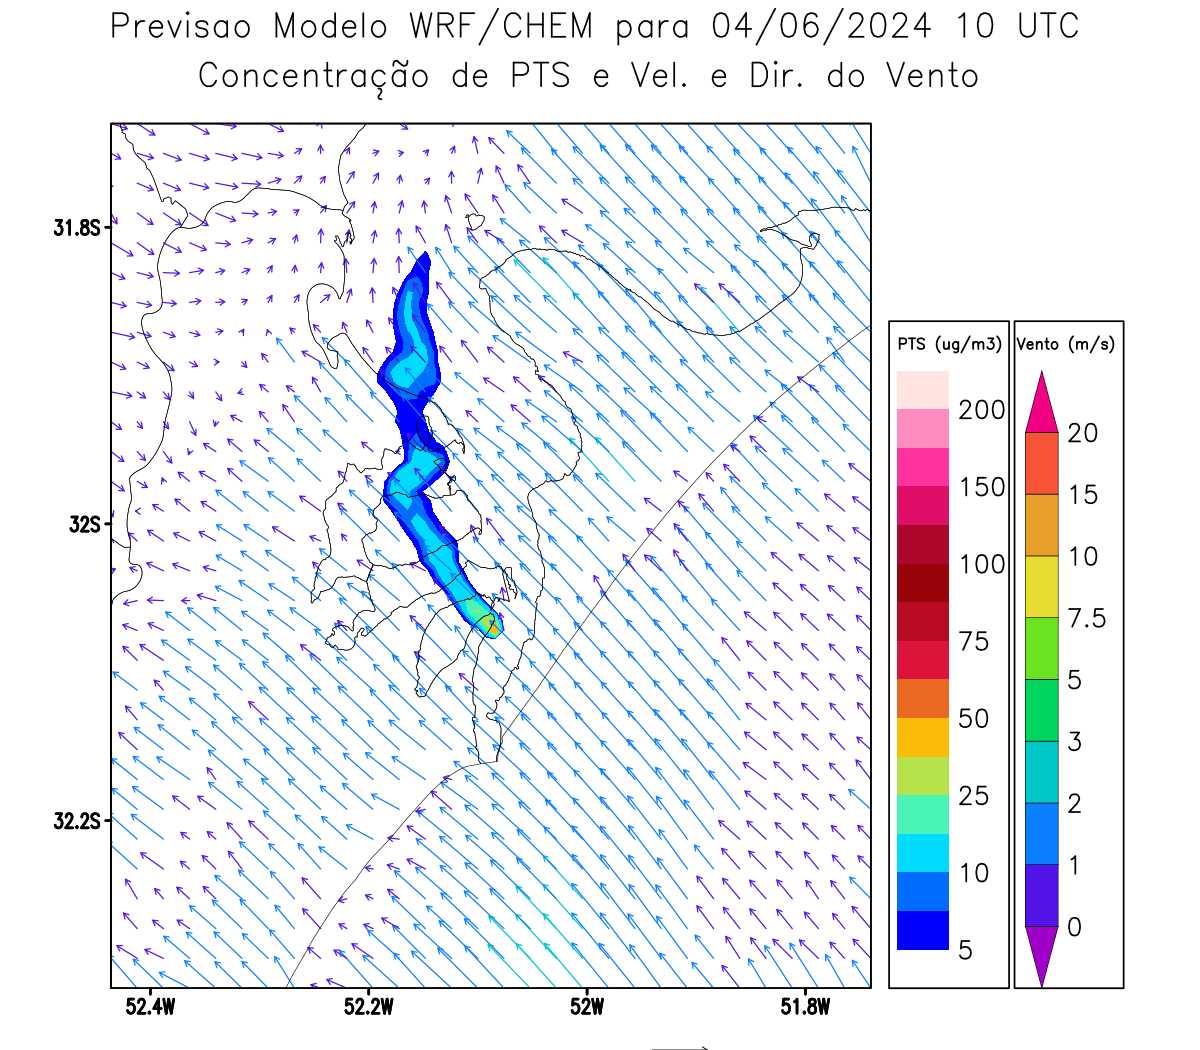 Previsao Modelo WRF/CHEM para 04/06/2024 10 UTC
Concentração de PTS e Vel. e Dir. do Vento
31.8S
32S
32.2S
52.4W
52.2W
52W
51.8W
PTS (ug/m3)
200
150
100
75
50
25
10
5
Vento (m/s)
20
15
10
7.5
5
3
2
1
0